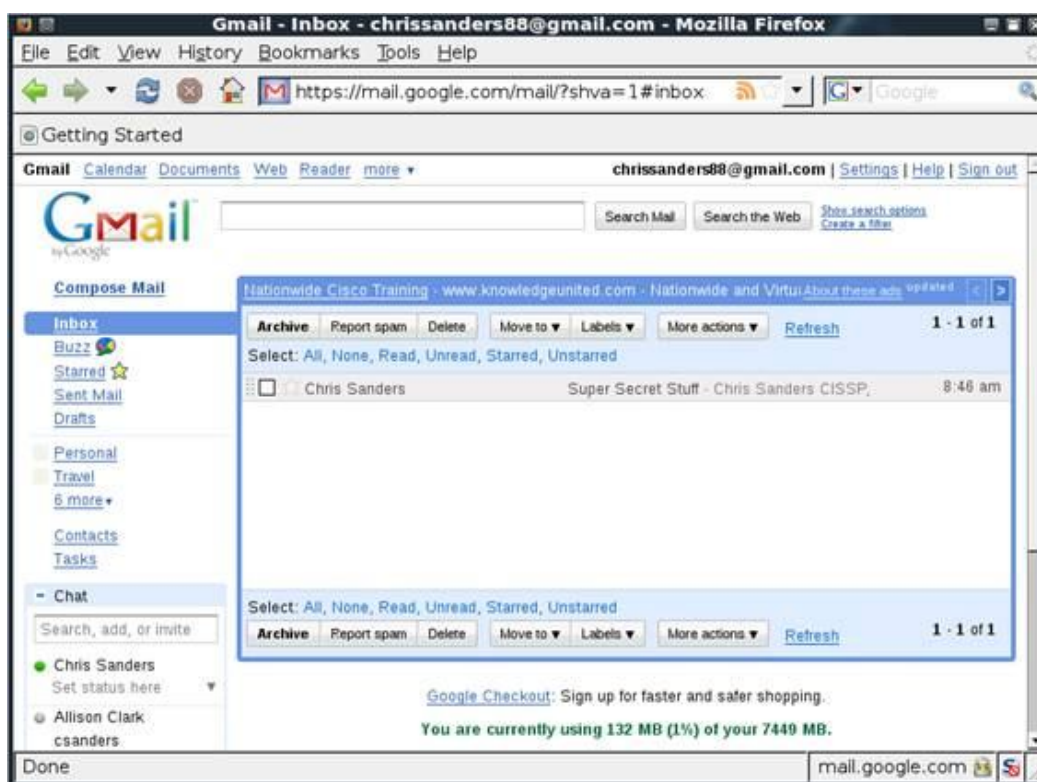 Gmail - Inbox - chrissanders88@gmail.com - Mozilla Firefox
File Edit View History Bookmarks Tools Help
https://mail.google.com/mail/?shva=1#inbox
G Google
Getting Started
Gmail Calendar Documents Web Reader more ▾ chrissanders88@gmail.com | Settings | Help | Sign out
Gmail by Google
Search Mail Search the Web Show search options
Create a filter
Compose Mail
Nationwide Cisco Training - www.knowledgeunited.com - Nationwide and Virtu About these ads updated < >
Inbox
Buzz
Starred
Sent Mail
Drafts
Personal
Travel
6 more ▾
Contacts
Tasks
Archive Report spam Delete Move to ▼ Labels ▼ More actions ▼ Refresh 1 - 1 of 1
Select: All, None, Read, Unread, Starred, Unstarred
Chris Sanders Super Secret Stuff - Chris Sanders CISSP, 8:46 am
Select: All, None, Read, Unread, Starred, Unstarred
Archive Report spam Delete Move to ▼ Labels ▼ More actions ▼ Refresh 1 - 1 of 1
– Chat
Search, add, or invite
Chris Sanders
Set status here ▼
Allison Clark
csanders
Google Checkout: Sign up for faster and safer shopping.
You are currently using 132 MB (1%) of your 7449 MB.
Done mail.google.com